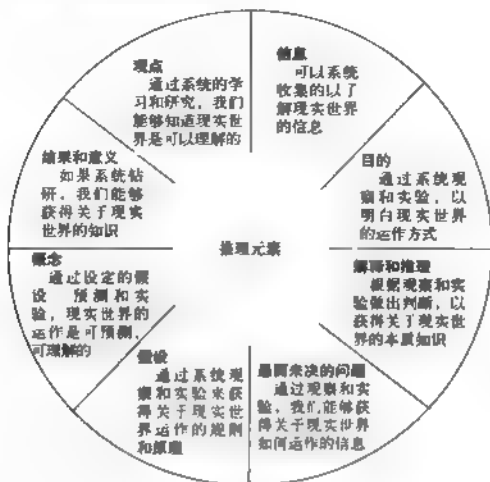 观点
通过系统的学
习和研究，我们
能够知道现实世
界是可以理解的
信息
可以系统
收集的以了
解现实世界
的信息
目的
通过系统观
察和实验，以
明白现实世界
的运作方式
解释和推理
根据观察和实
验做出判断，以
获得关于现实世
界的本质知识
悬而未决的问题
通过观察和实
验，我们能够获
得关于现实世界
如何运作的信息
假设
通过系统观
察和实验来获
得关于现实世
界运作的规则
和原理
概念
通过设定的假
设 预测和实
验，现实世界的
运作是可预测，
可理解的
结果和意义
如果系统钻
研，我们能够
获得关于现实
世界的知识
推理元素